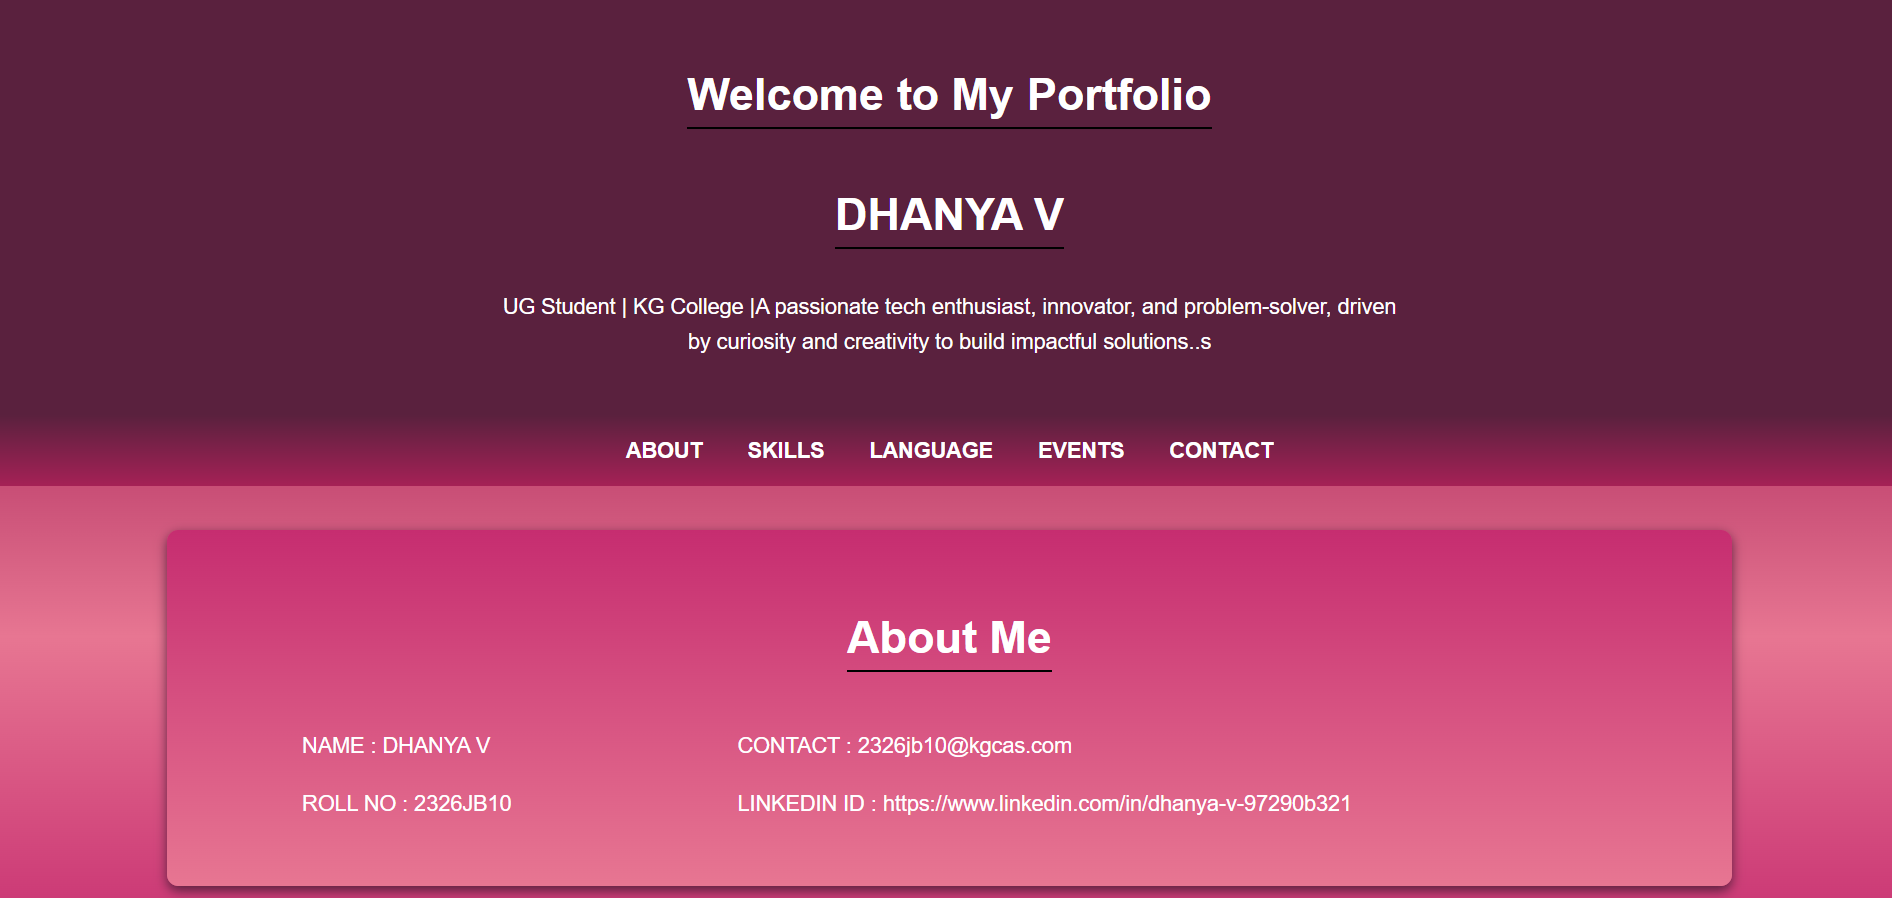 Welcome to My Portfolio
DHANYA V
UG Student | KG College |A passionate tech enthusiast, innovator, and problem-solver, driven
by curiosity and creativity to build impactful solutions..s
ABOUT SKILLS LANGUAGE EVENTS CONTACT
About Me
NAME : DHANYA V CONTACT : 2326jb10@kgcas.com
ROLL NO : 2326JB10 LINKEDIN ID : https://www.linkedin.com/in/dhanya-v-97290b321